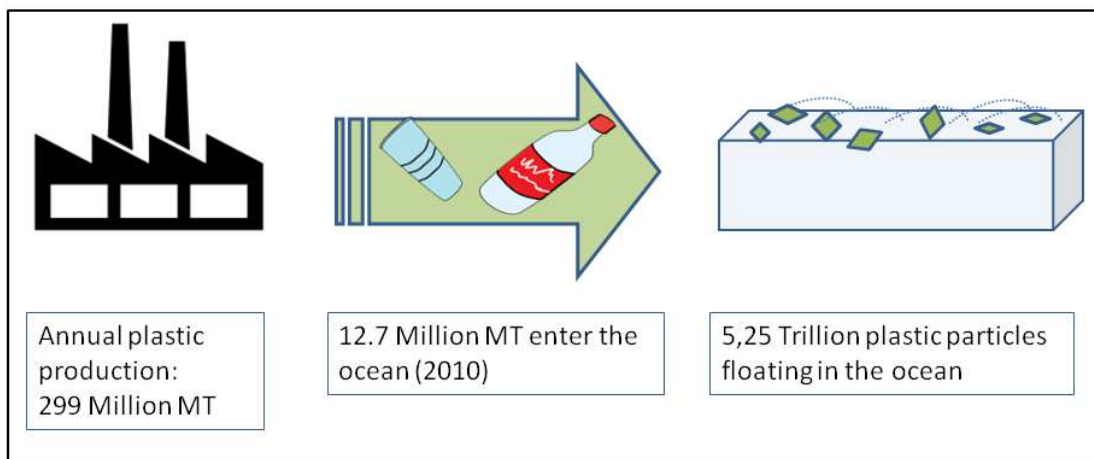 Annual plastic
production:
299 Million MT
12.7 Million MT enter the
ocean (2010)
5,25 Trillion plastic particles
floating in the ocean